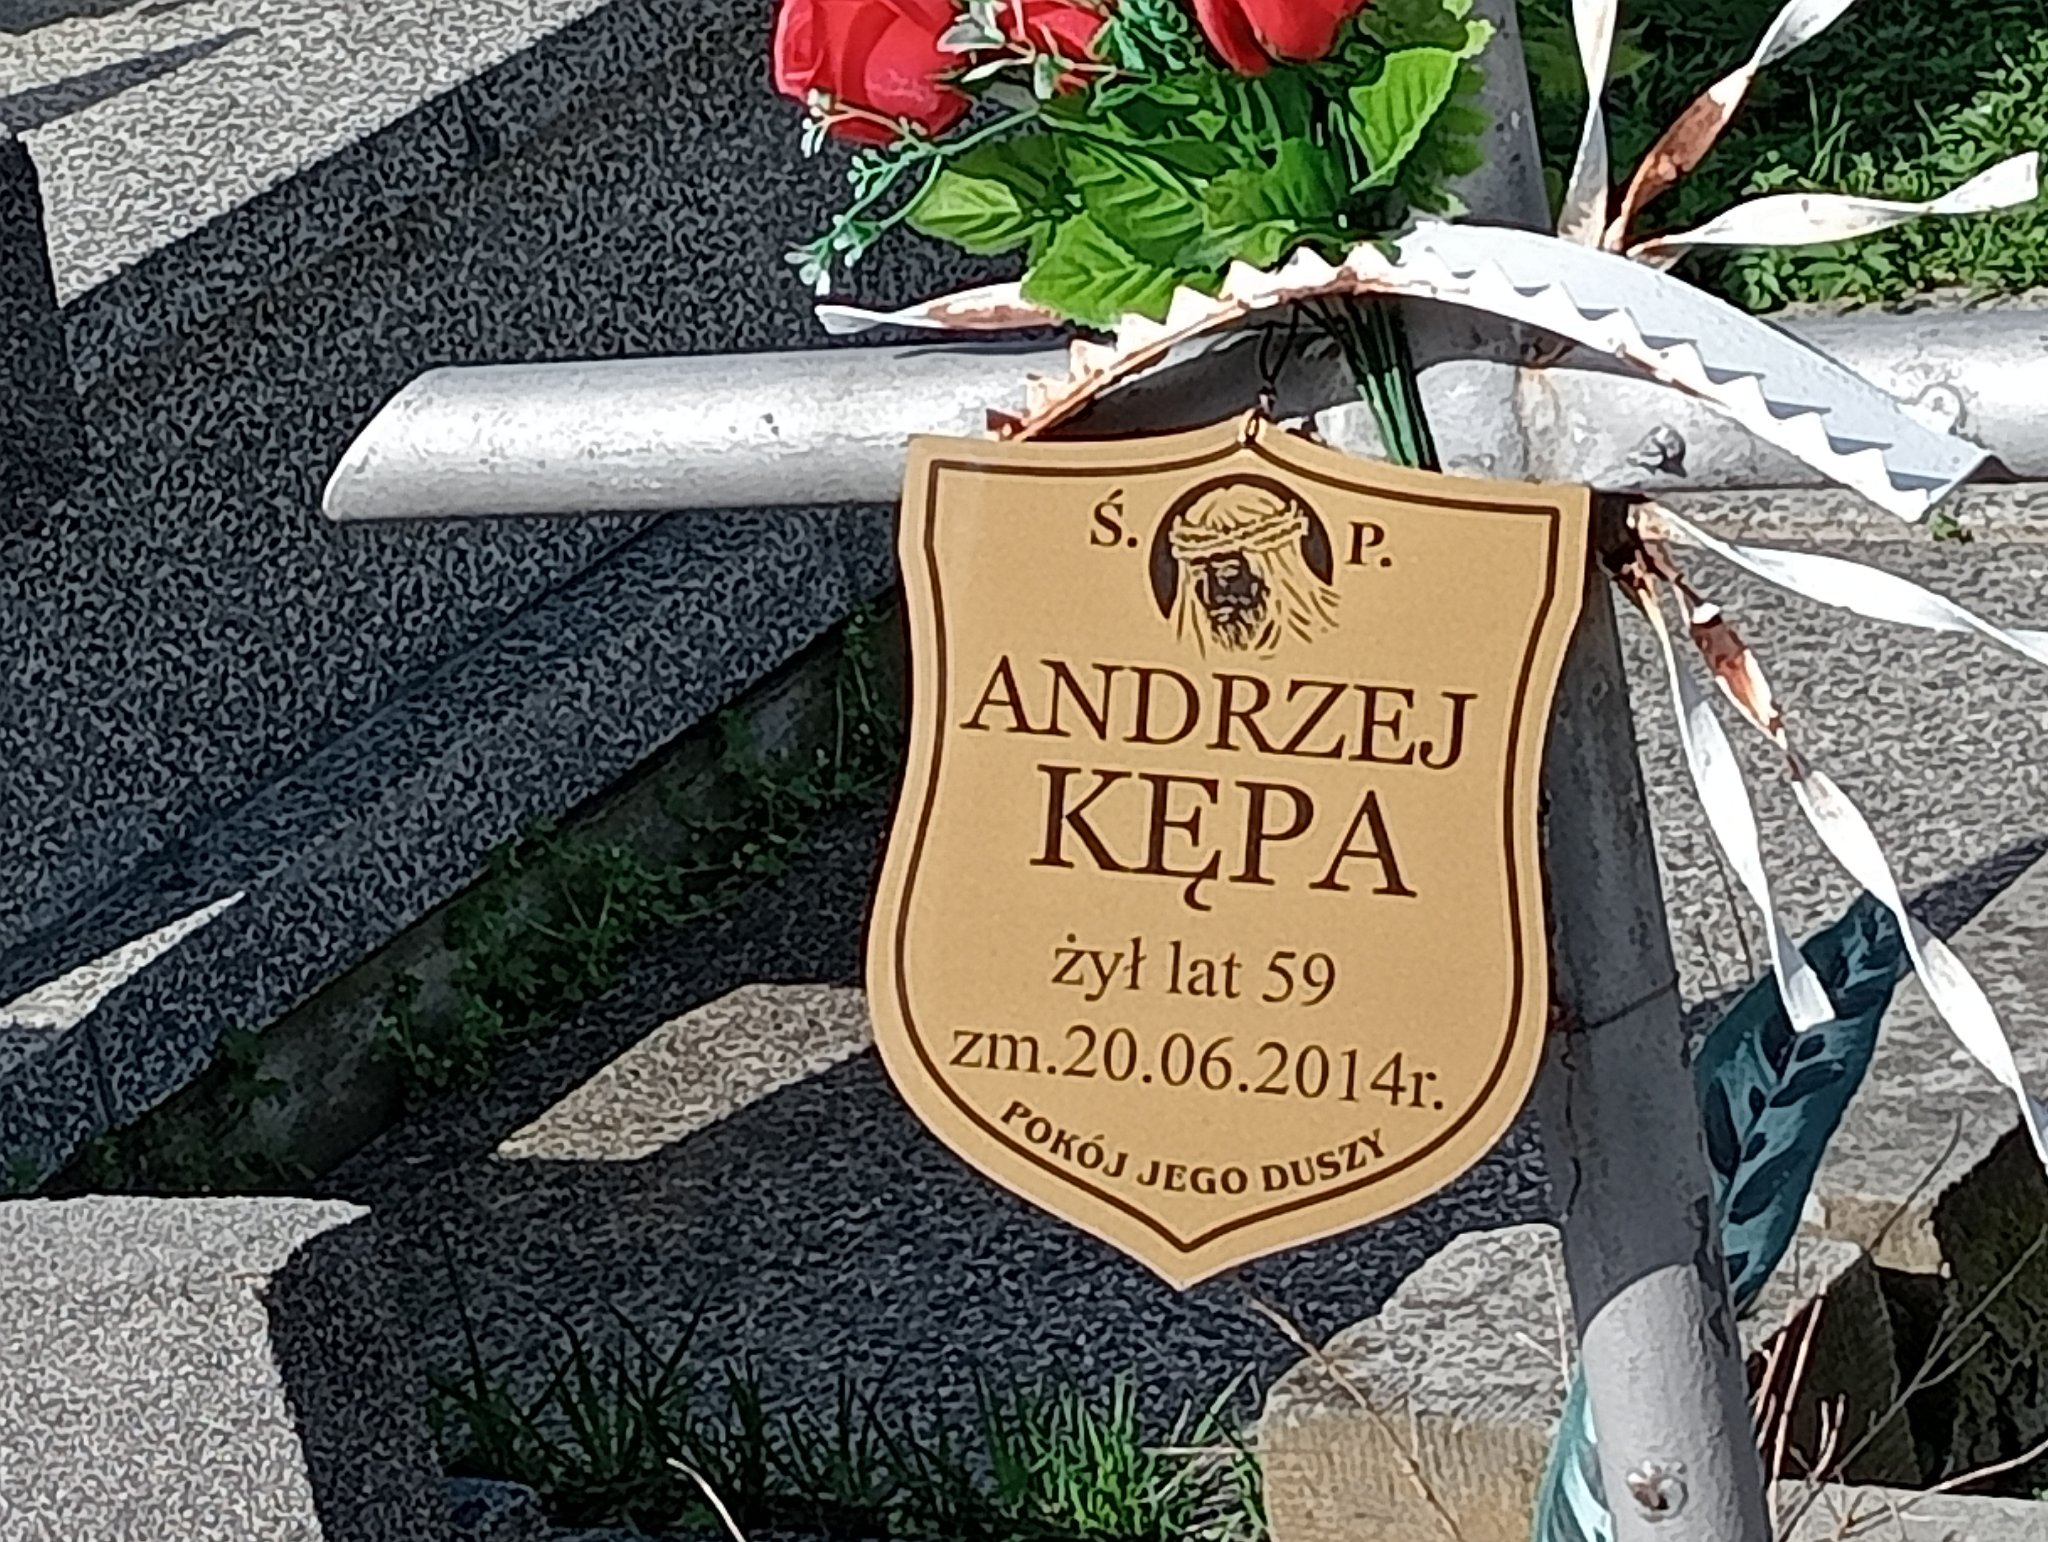 Ś. P.
ANDRZEJ
KĘPA
żył lat 59
zm.20.06.2014r.
POKÓJ JEGO DUSZY